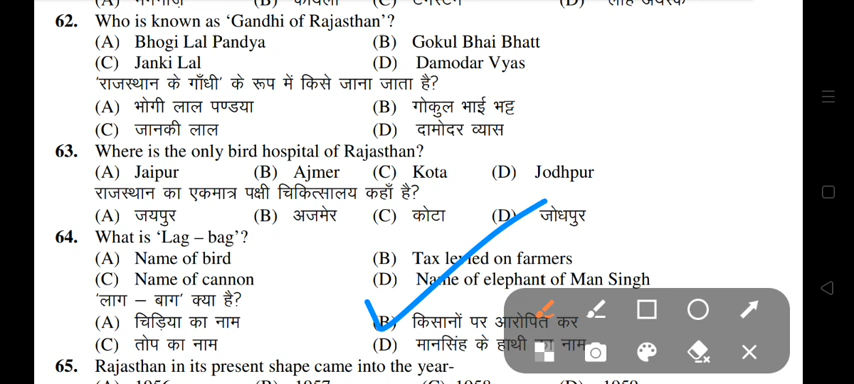 62. Who is known as ‘Gandhi of Rajasthan’?
(A) Bhogi Lal Pandya (B) Gokul Bhai Bhatt
(C) Janki Lal (D) Damodar Vyas
'राजस्थान के गाँधी' के रूप में किसे जाना जाता है?
(A) भोगी लाल पण्डया (B) गोकुल भाई भट्ट
(C) जानकी लाल (D) दामोदर व्यास
63. Where is the only bird hospital of Rajasthan?
(A) Jaipur (B) Ajmer (C) Kota (D) Jodhpur
राजस्थान का एकमात्र पक्षी चिकित्सालय कहाँ है?
(A) जयपुर (B) अजमेर (C) कोटा (D) जोधपुर
64. What is ‘Lag – bag’?
(A) Name of bird (B) Tax levied on farmers
(C) Name of cannon (D) Name of elephant of Man Singh
'लाग – बाग' क्या है?
(A) चिड़िया का नाम (B) किसानों पर आरोपित कर
(C) तोप का नाम (D) मानसिंह के हाथी का नाम
65. Rajasthan in its present shape came into the year-